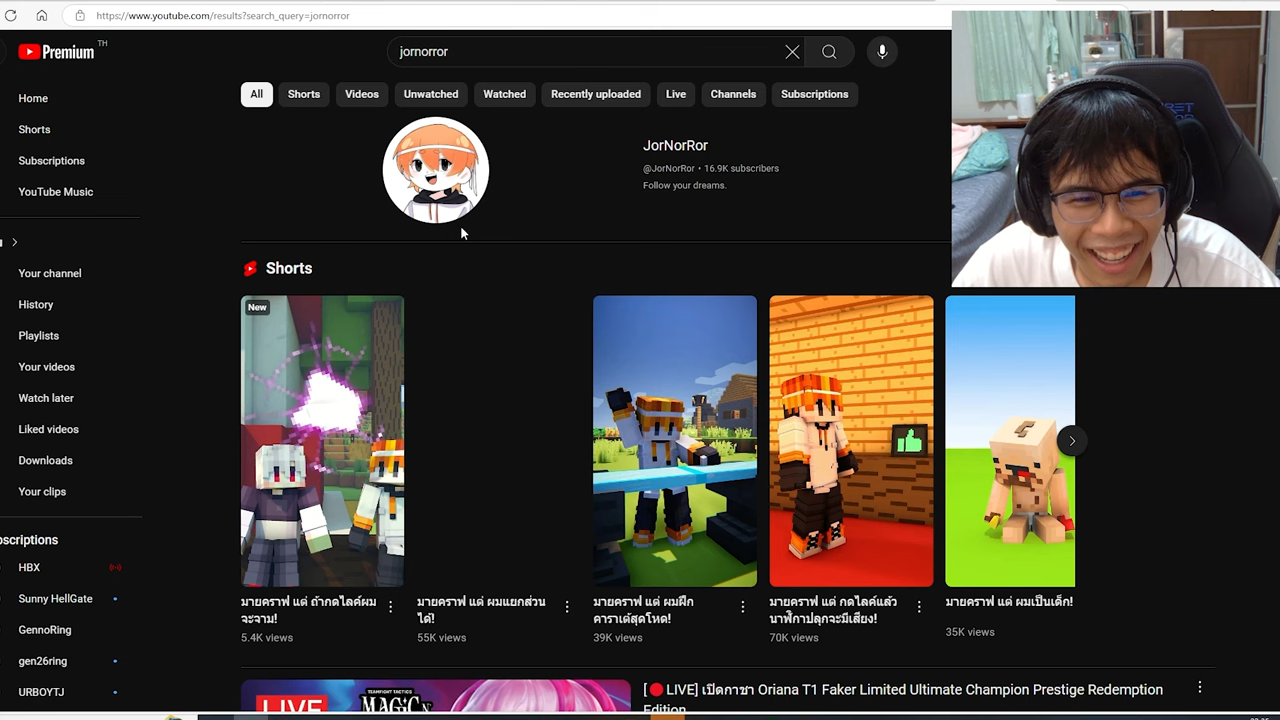 https://www.youtube.com/results?search_query=jornorror
Premium TH
jornorror
All Shorts Videos Unwatched Watched Recently uploaded Live Channels Subscriptions
Home
Shorts
Subscriptions
YouTube Music
Your channel
History
Playlists
Your videos
Watch later
Liked videos
Downloads
Your clips
bscriptions
HBX
Sunny HellGate
GennoRing
gen26ring
URBOYTJ
JorNorRor
@JorNorRor • 16.9K subscribers
Follow your dreams.
Shorts
New
มายคราฟ แต่ ถ้ากดไลค์ผม
จะจาม!
5.4K views
มายคราฟ แต่ ผมแยกส่วน
ได้!
55K views
มายคราฟ แต่ ผมฝึก
คาราเต้สุดโหด!
39K views
มายคราฟ แต่ กดไลค์แล้ว
นาฬิกาปลุกจะมีเสียง!
70K views
มายคราฟ แต่ ผมเป็นเด็ก!
35K views
LIVE
TEAMFIGHT TACTICS
[🔴LIVE] เปิดกาชา Oriana T1 Faker Limited Ultimate Champion Prestige Redemption
Edition